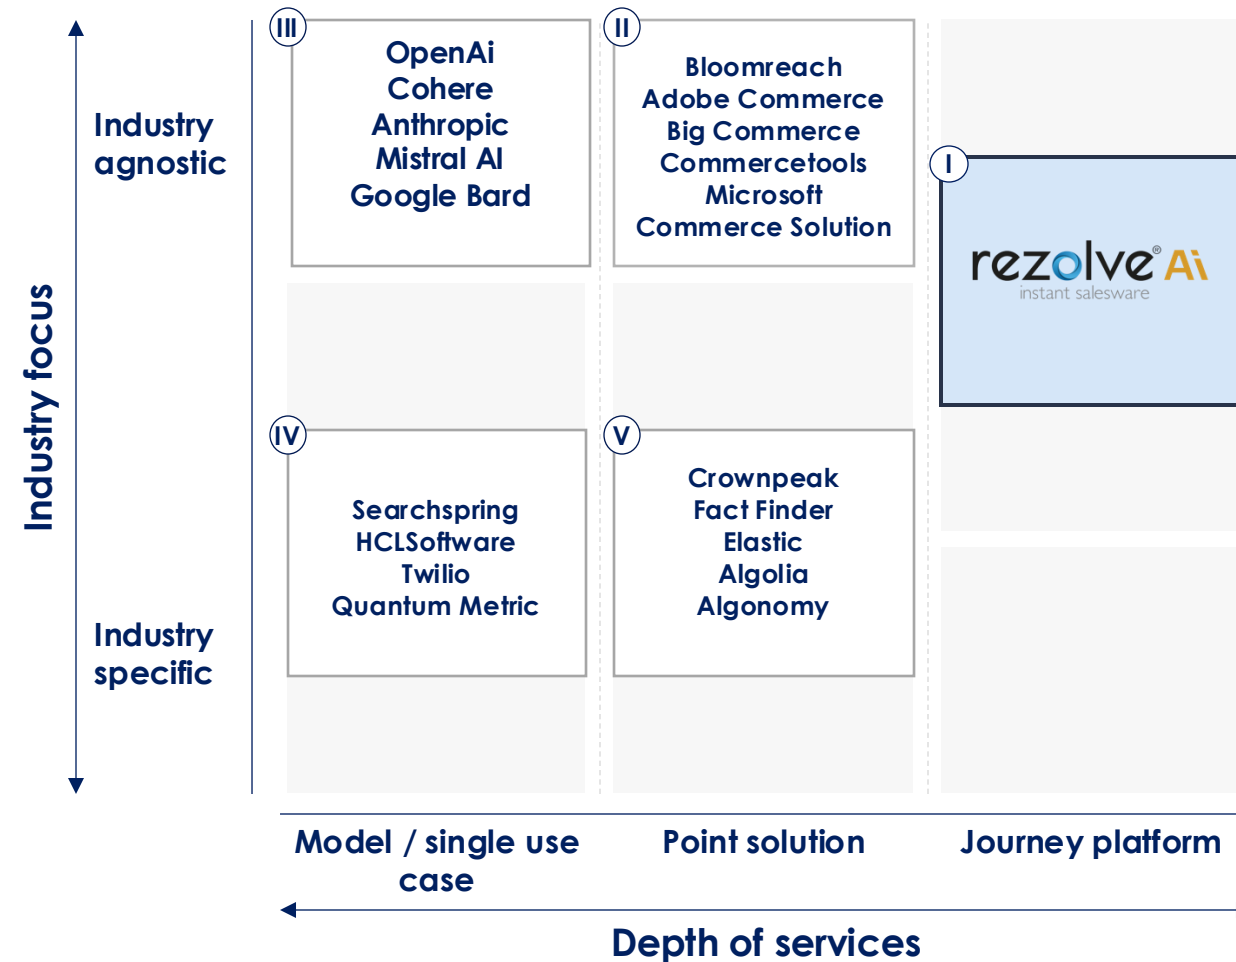 III
OpenAi
Cohere
Anthropic
Mistral AI
Google Bard
II
Bloomreach
Adobe Commerce
Big Commerce
Commercetools
Microsoft
Commerce Solution
I
rezolve® Ai
instant salesware
Industry
agnostic
Industry focus
IV
Searchspring
HCLSoftware
Twilio
Quantum Metric
V
Crownpeak
Fact Finder
Elastic
Algolia
Algonomy
Industry
specific
Model / single use
case
Point solution
Journey platform
Depth of services